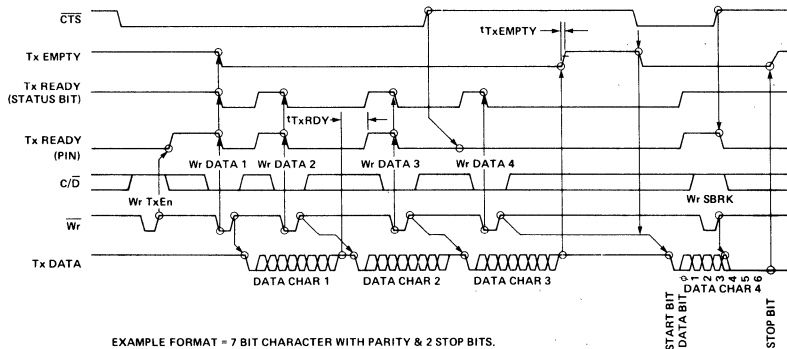 CTS
tTxEMPTY
Tx EMPTY
Tx READY
(STATUS BIT)
tTxRDY
Tx READY
(PIN)
Wr DATA 1 Wr DATA 2 Wr DATA 3 Wr DATA 4
C/D
Wr TxEn
Wr SBRK
Wr
Tx DATA
DATA CHAR 1
DATA CHAR 2
DATA CHAR 3
0 1 2 3 4 5 6
DATA CHAR 4
START BIT
DATA BIT
STOP BIT
EXAMPLE FORMAT = 7 BIT CHARACTER WITH PARITY & 2 STOP BITS.